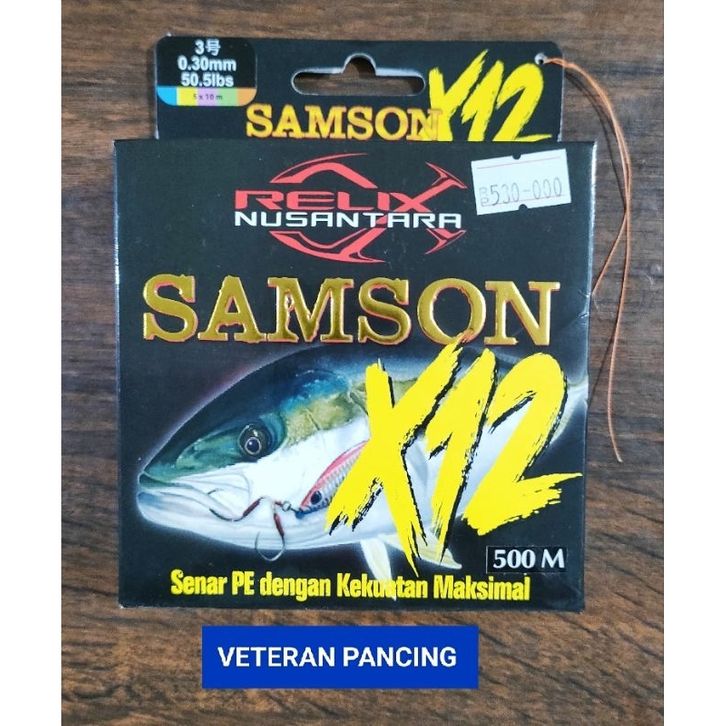 3号
0.30mm
50.5lbs
5 x 10 m
SAMSON X12
RELIX
NUSANTARA
530-000
SAMSON
X12
500 M
Senar PE dengan Kekuatan Maksimal
VETERAN PANCING